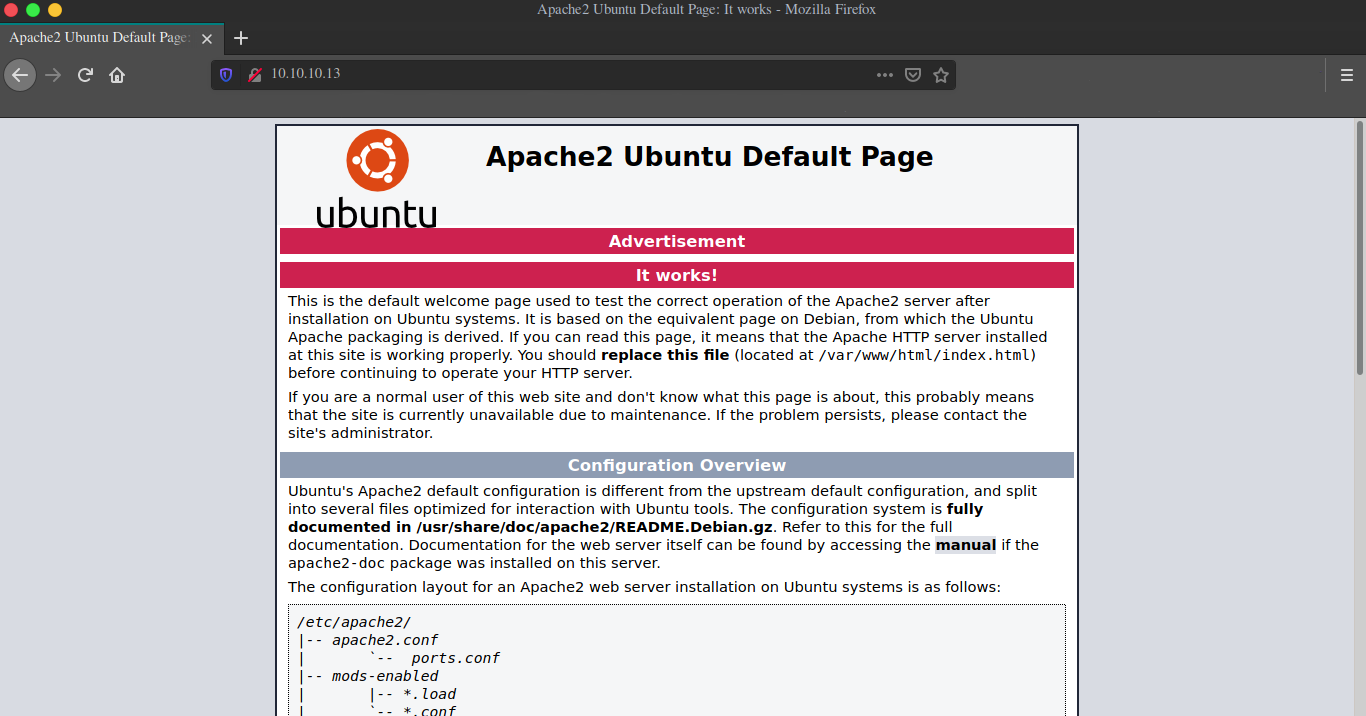 Apache2 Ubuntu Default Page: It works - Mozilla Firefox
Apache2 Ubuntu Default Page:
10.10.10.13
ubuntu
Apache2 Ubuntu Default Page
Advertisement
It works!
This is the default welcome page used to test the correct operation of the Apache2 server after
installation on Ubuntu systems. It is based on the equivalent page on Debian, from which the Ubuntu
Apache packaging is derived. If you can read this page, it means that the Apache HTTP server installed
at this site is working properly. You should replace this file (located at /var/www/html/index.html)
before continuing to operate your HTTP server.
If you are a normal user of this web site and don't know what this page is about, this probably means
that the site is currently unavailable due to maintenance. If the problem persists, please contact the
site's administrator.
Configuration Overview
Ubuntu's Apache2 default configuration is different from the upstream default configuration, and split
into several files optimized for interaction with Ubuntu tools. The configuration system is fully
documented in /usr/share/doc/apache2/README.Debian.gz. Refer to this for the full
documentation. Documentation for the web server itself can be found by accessing the manual if the
apache2-doc package was installed on this server.
The configuration layout for an Apache2 web server installation on Ubuntu systems is as follows:
/etc/apache2/
|-- apache2.conf
|       `--  ports.conf
|-- mods-enabled
|       |-- *.load
|       `-- *.conf